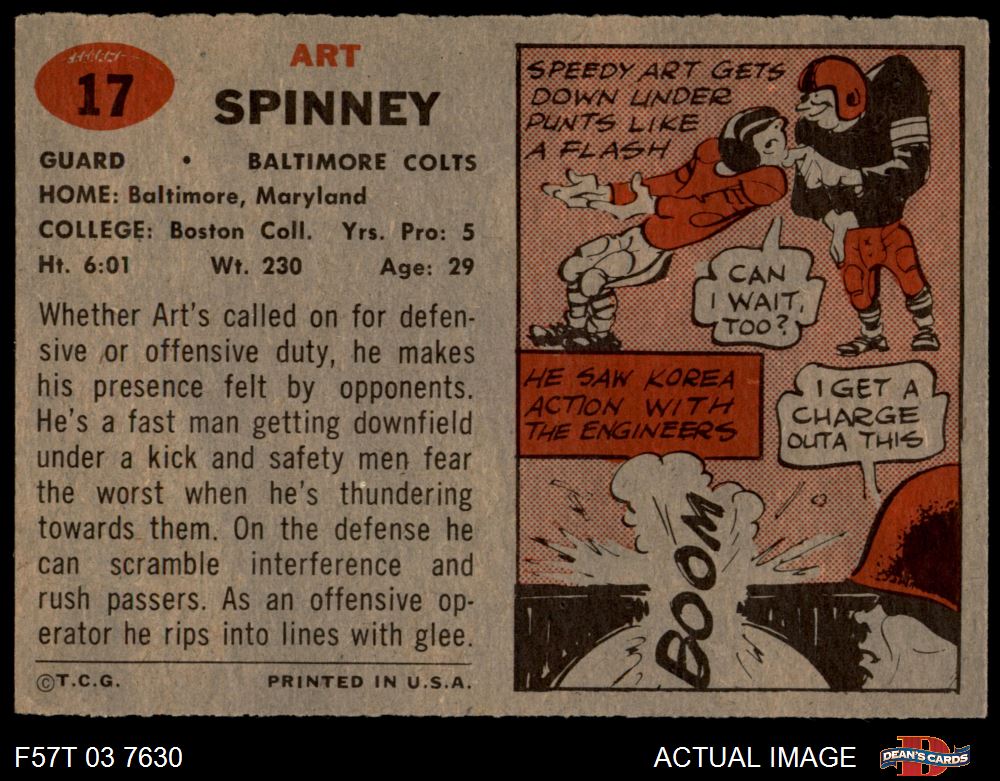 17
ART
SPINNEY
GUARD • BALTIMORE COLTS
HOME: Baltimore, Maryland
COLLEGE: Boston Coll. Yrs. Pro: 5
Ht. 6:01 Wt. 230 Age: 29
Whether Art's called on for defen-
sive or offensive duty, he makes
his presence felt by opponents.
He's a fast man getting downfield
under a kick and safety men fear
the worst when he's thundering
towards them. On the defense he
can scramble interference and
rush passers. As an offensive op-
erator he rips into lines with glee.
©T.C.G. PRINTED IN U.S.A.
SPEEDY ART GETS
DOWN UNDER
PUNTS LIKE
A FLASH
CAN
I WAIT,
TOO?
HE SAW KOREA
ACTION WITH
THE ENGINEERS
I GET A
CHARGE
OUTA THIS
BOOM
F57T 03 7630
ACTUAL IMAGE
DEAN'S CARDS